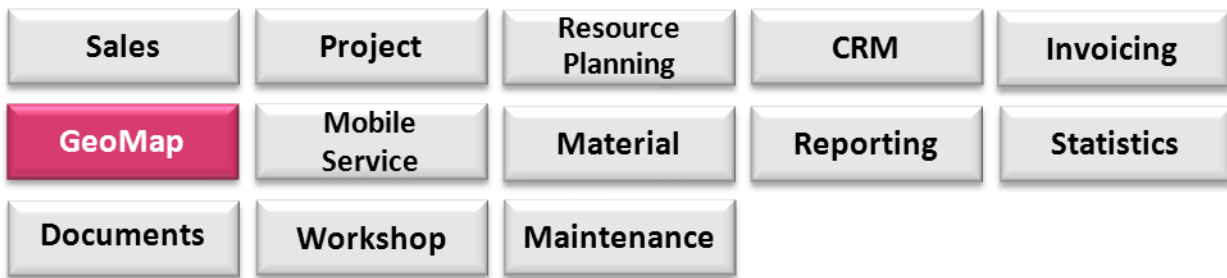 Sales
Project
Resource
Planning
CRM
Invoicing
GeoMap
Mobile
Service
Material
Reporting
Statistics
Documents
Workshop
Maintenance